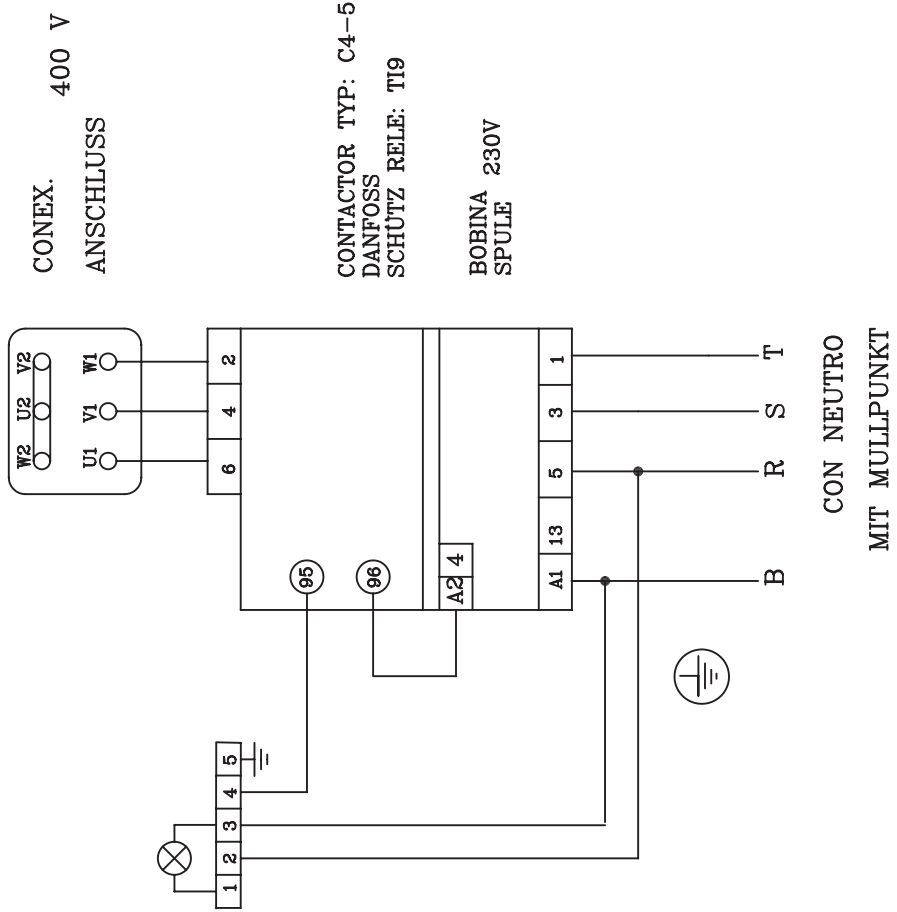 CONEX. 400 V
ANSCHLUSS
W2 U2 V2
U1 V1 W1
6 4 2
CONTACTOR TYP: C4-5
DANFOSS
SCHÜTZ RELE: TI9
95
96
BOBINA 230V
SPULE
A2 4
A1 13 5 3 1
1 2 3 4 5
B R S T
CON NEUTRO
MIT MULLPUNKT